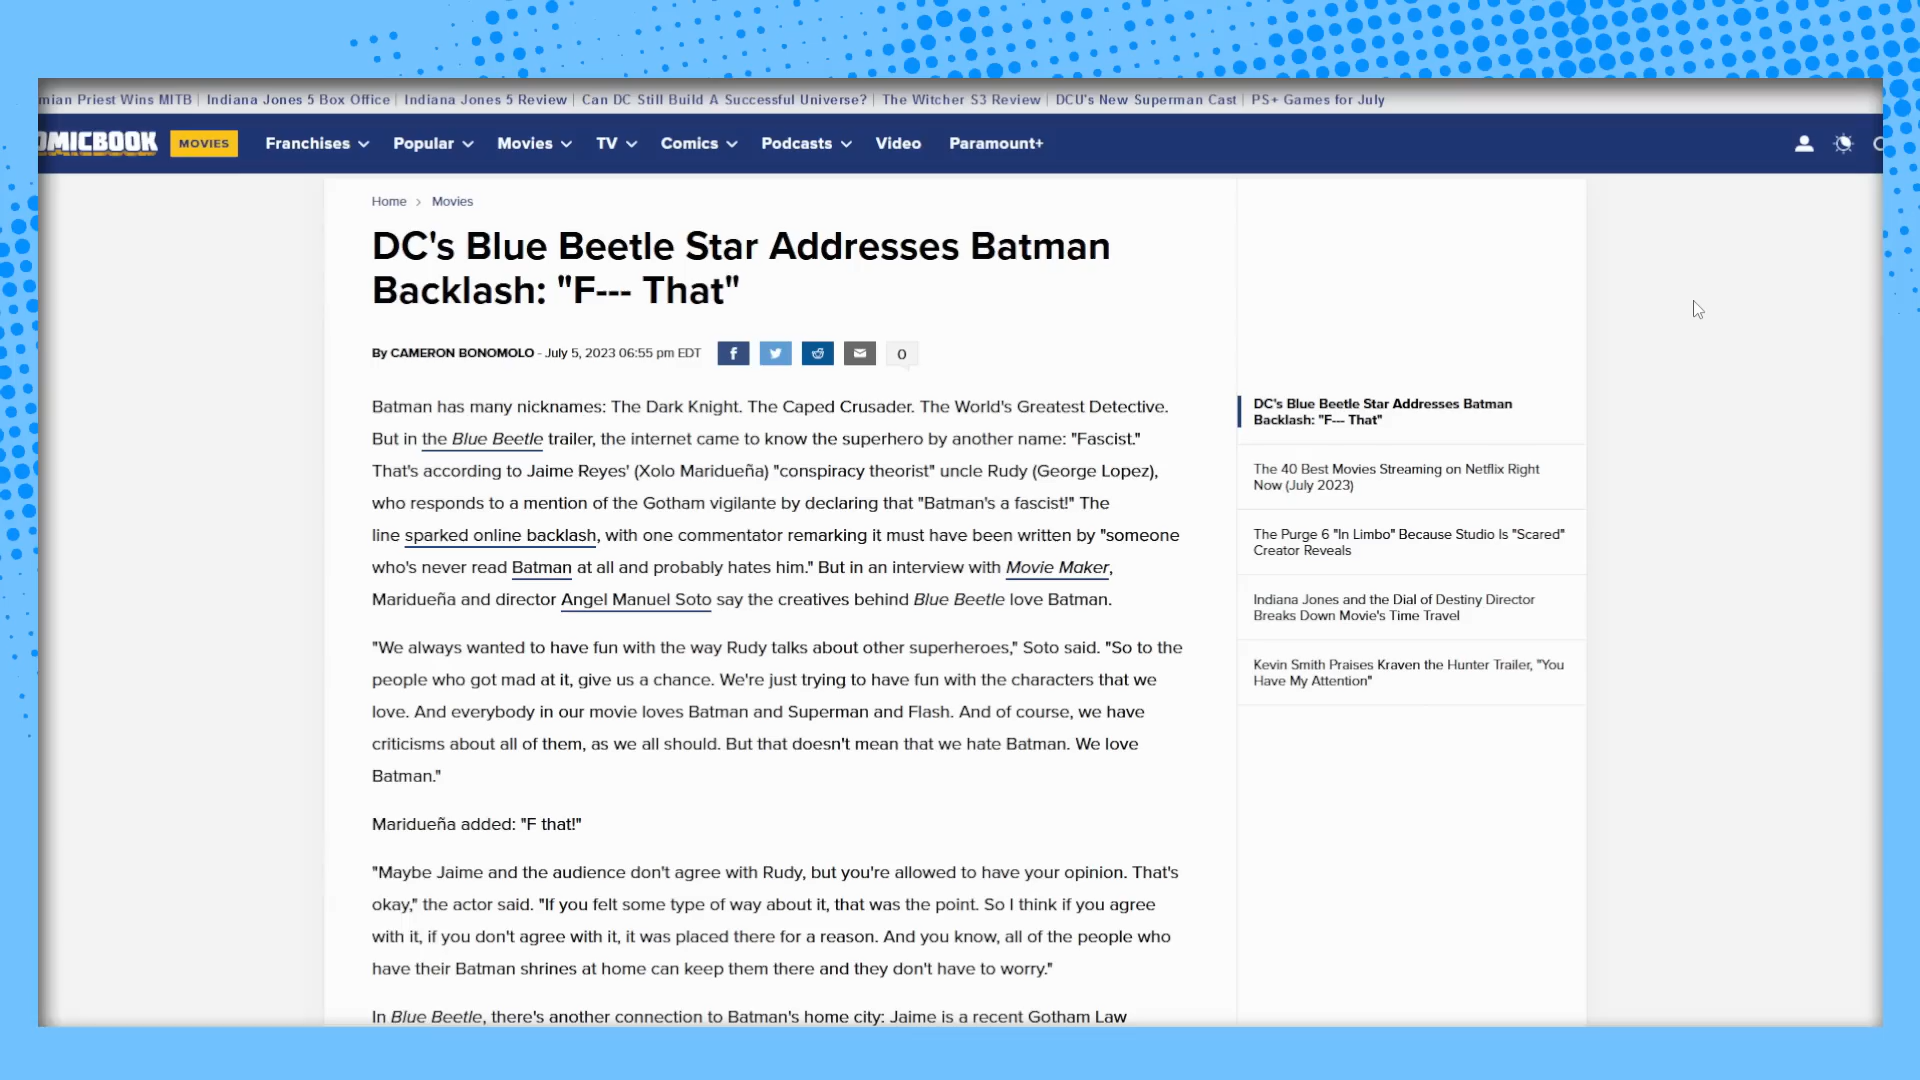 mian Priest Wins MITB | Indiana Jones 5 Box Office | Indiana Jones 5 Review | Can DC Still Build A Successful Universe? | The Witcher S3 Review | DCU's New Superman Cast | PS+ Games for July
OMICBOOK MOVIES Franchises Popular Movies TV Comics Podcasts Video Paramount+
Home > Movies
DC's Blue Beetle Star Addresses Batman
Backlash: "F--- That"
By CAMERON BONOMOLO - July 5, 2023 06:55 pm EDT 0
Batman has many nicknames: The Dark Knight. The Caped Crusader. The World's Greatest Detective.
But in the Blue Beetle trailer, the internet came to know the superhero by another name: "Fascist."
That's according to Jaime Reyes' (Xolo Maridueña) "conspiracy theorist" uncle Rudy (George Lopez),
who responds to a mention of the Gotham vigilante by declaring that "Batman's a fascist!" The
line sparked online backlash, with one commentator remarking it must have been written by "someone
who's never read Batman at all and probably hates him." But in an interview with Movie Maker,
Maridueña and director Angel Manuel Soto say the creatives behind Blue Beetle love Batman.
"We always wanted to have fun with the way Rudy talks about other superheroes," Soto said. "So to the
people who got mad at it, give us a chance. We're just trying to have fun with the characters that we
love. And everybody in our movie loves Batman and Superman and Flash. And of course, we have
criticisms about all of them, as we all should. But that doesn't mean that we hate Batman. We love
Batman."
Maridueña added: "F that!"
"Maybe Jaime and the audience don't agree with Rudy, but you're allowed to have your opinion. That's
okay," the actor said. "If you felt some type of way about it, that was the point. So I think if you agree
with it, if you don't agree with it, it was placed there for a reason. And you know, all of the people who
have their Batman shrines at home can keep them there and they don't have to worry."
In Blue Beetle, there's another connection to Batman's home city: Jaime is a recent Gotham Law
DC's Blue Beetle Star Addresses Batman
Backlash: "F--- That"
The 40 Best Movies Streaming on Netflix Right
Now (July 2023)
The Purge 6 "In Limbo" Because Studio Is "Scared"
Creator Reveals
Indiana Jones and the Dial of Destiny Director
Breaks Down Movie's Time Travel
Kevin Smith Praises Kraven the Hunter Trailer, "You
Have My Attention"